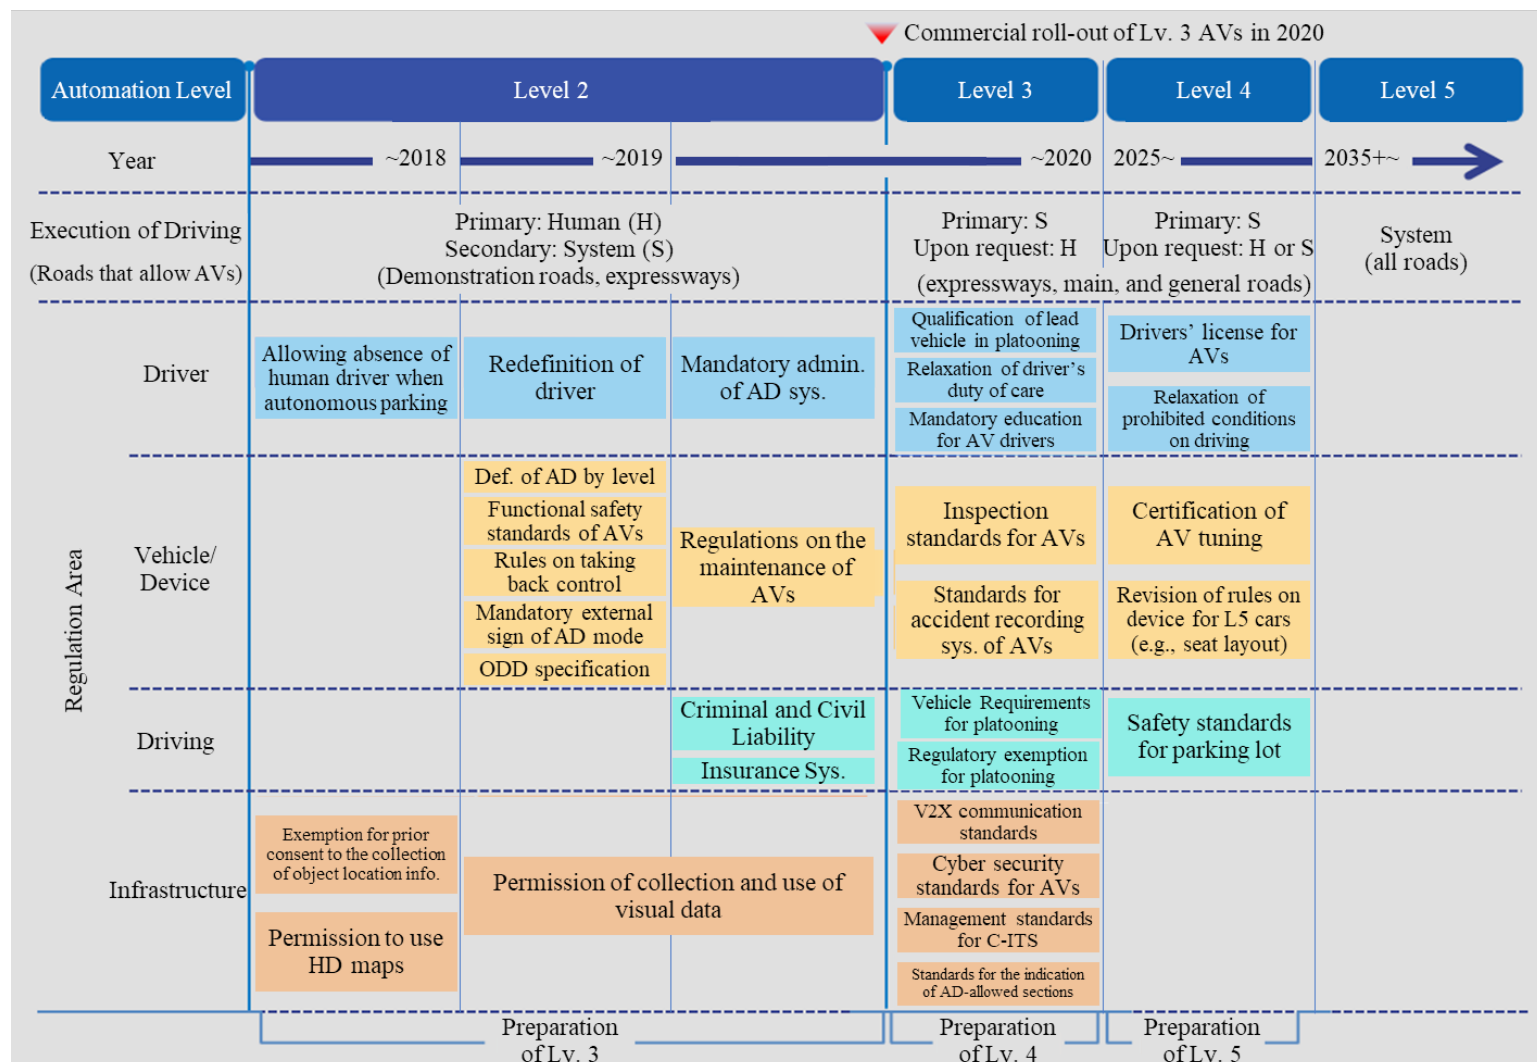 Commercial roll-out of Lv. 3 AVs in 2020
Automation Level
Level 2
Level 3
Level 4
Level 5
Year
~2018
~2019
~2020
2025~
2035+~
Execution of Driving
(Roads that allow AVs)
Primary: Human (H)
Secondary: System (S)
(Demonstration roads, expressways)
Primary: S
Upon request: H
Primary: S
Upon request: H or S
(expressways, main, and general roads)
System
(all roads)
Regulation Area
Driver
Allowing absence of
human driver when
autonomous parking
Redefinition of
driver
Mandatory admin.
of AD sys.
Qualification of lead
vehicle in platooning
Relaxation of driver's
duty of care
Mandatory education
for AV drivers
Drivers' license for
AVs
Relaxation of
prohibited conditions
on driving
Vehicle/
Device
Def. of AD by level
Functional safety
standards of AVs
Rules on taking
back control
Mandatory external
sign of AD mode
ODD specification
Regulations on the
maintenance of
AVs
Inspection
standards for AVs
Standards for
accident recording
sys. of AVs
Certification of
AV tuning
Revision of rules on
device for L5 cars
(e.g., seat layout)
Driving
Criminal and Civil
Liability
Insurance Sys.
Vehicle Requirements
for platooning
Regulatory exemption
for platooning
Safety standards
for parking lot
Infrastructure
Exemption for prior
consent to the collection
of object location info.
Permission to use
HD maps
Permission of collection and use of
visual data
V2X communication
standards
Cyber security
standards for AVs
Management standards
for C-ITS
Standards for the indication
of AD-allowed sections
Preparation
of Lv. 3
Preparation
of Lv. 4
Preparation
of Lv. 5